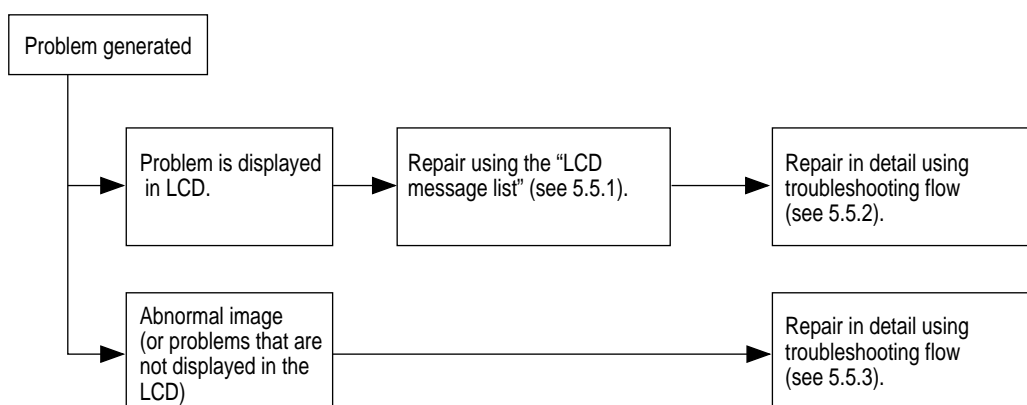 Problem generated
Problem is displayed
in LCD.
Repair using the “LCD
message list” (see 5.5.1).
Repair in detail using
troubleshooting flow
(see 5.5.2).
Abnormal image
(or problems that are
not displayed in the
LCD)
Repair in detail using
troubleshooting flow
(see 5.5.3).